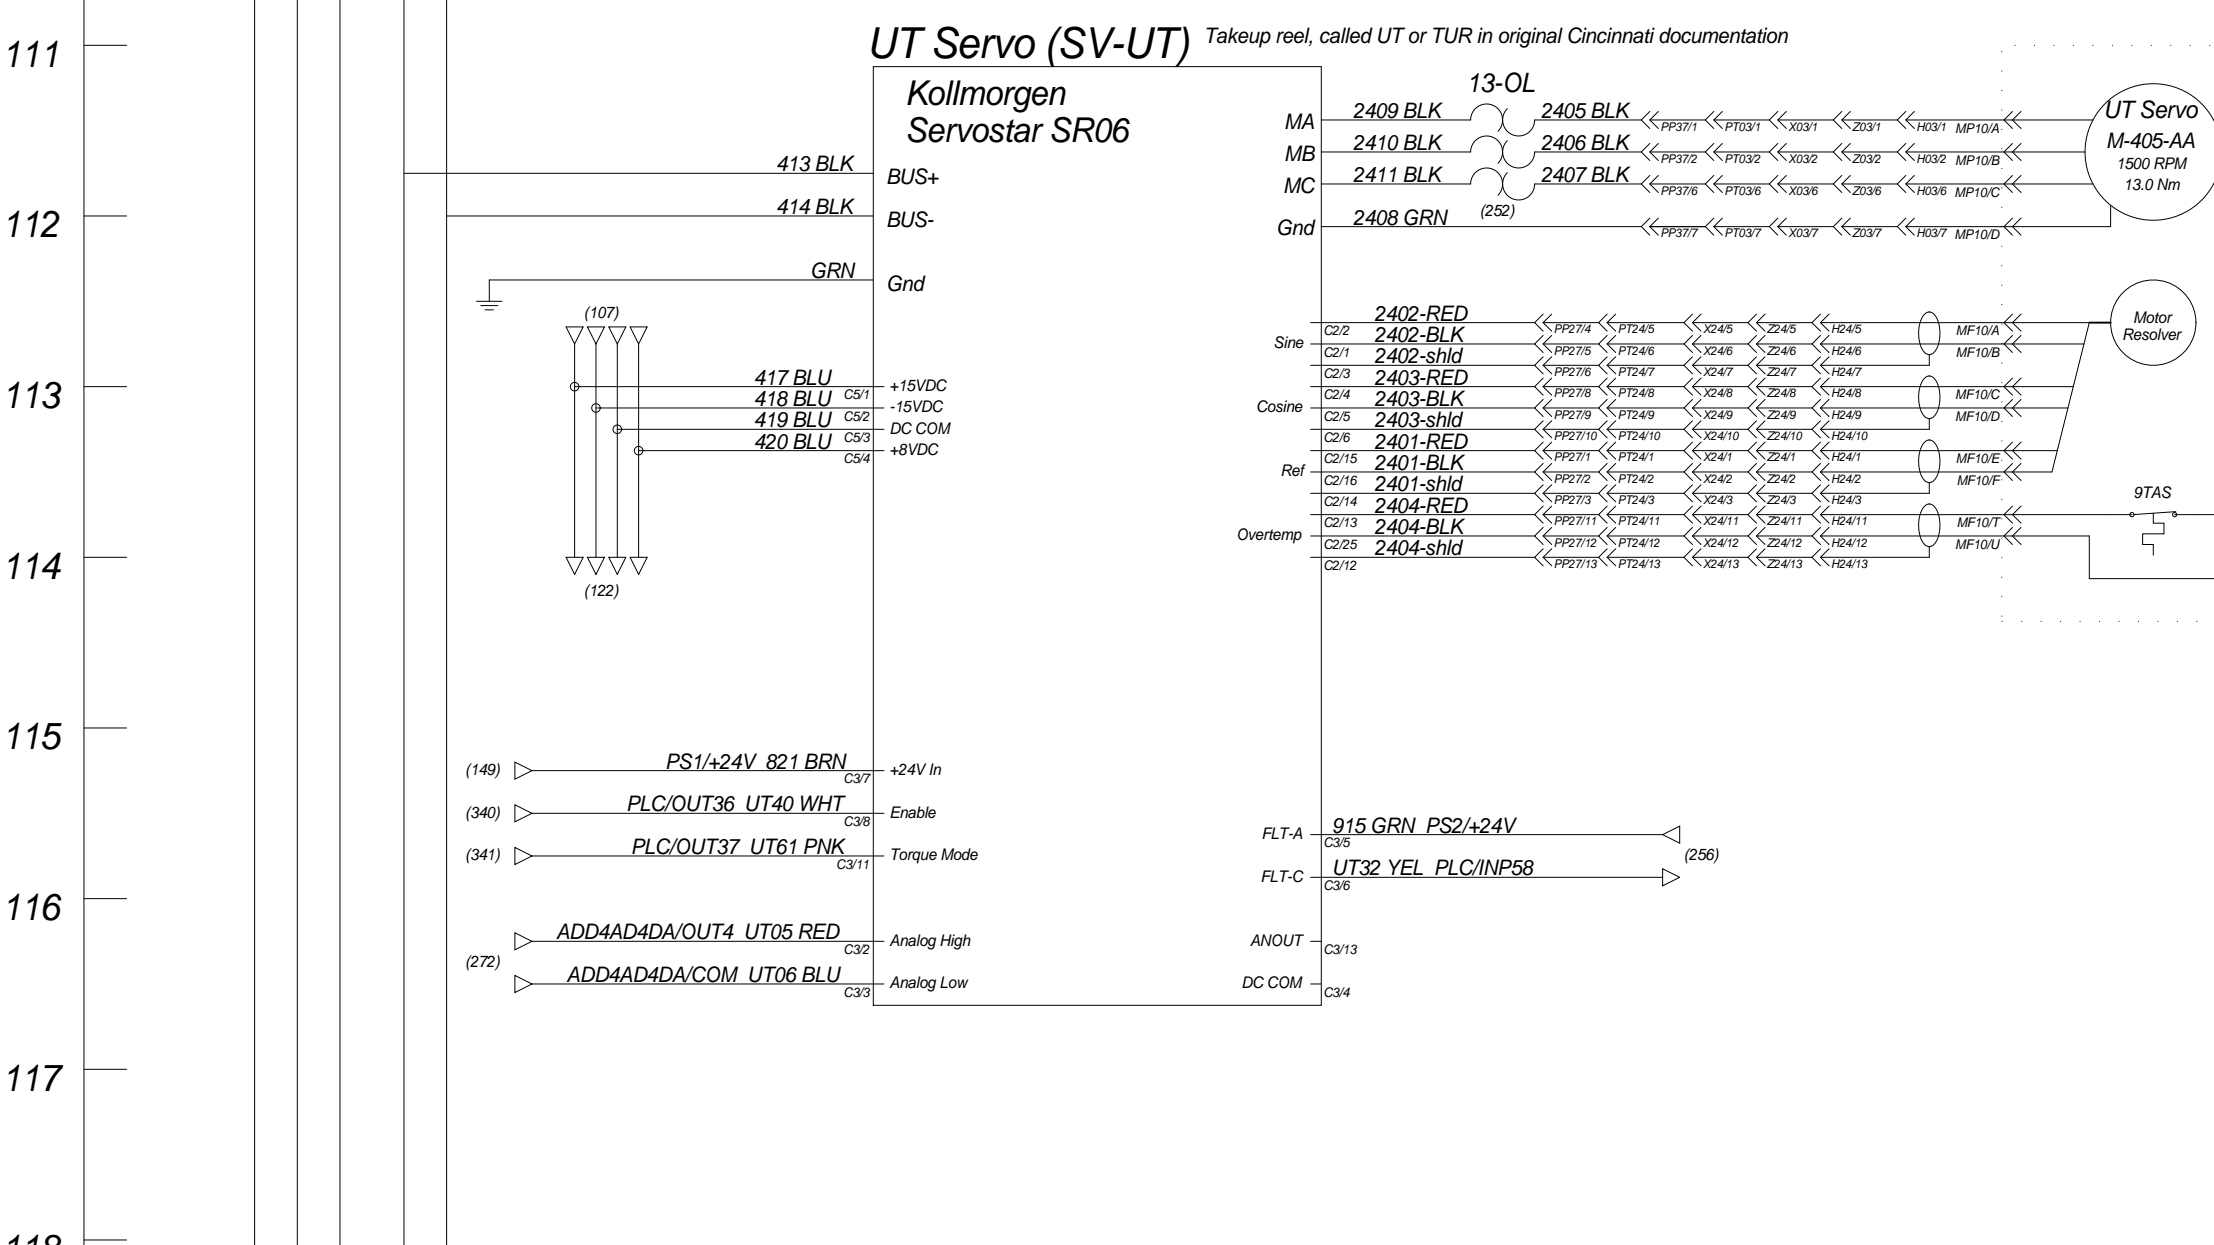 UT Servo (SV-UT) Takeup reel, called UT or TUR in original Cincinnati documentation
111
112
113
114
115
116
117
Kollmorgen
Servostar SR06
413 BLK BUS+
414 BLK BUS-
GRN Gnd
(107)
417 BLU C5/1 +15VDC
418 BLU C5/2 -15VDC
419 BLU C5/3 DC COM
420 BLU C5/4 +8VDC
(122)
(149) PS1/+24V 821 BRN C3/7 +24V In
(340) PLC/OUT36 UT40 WHT C3/8 Enable
(341) PLC/OUT37 UT61 PNK C3/11 Torque Mode
ADD4AD4DA/OUT4 UT05 RED C3/2 Analog High
(272)
ADD4AD4DA/COM UT06 BLU C3/3 Analog Low
13-OL
MA 2409 BLK 2405 BLK PP37/1 PT03/1 X03/1 Z03/1 H03/1 MP10/A
MB 2410 BLK 2406 BLK PP37/2 PT03/2 X03/2 Z03/2 H03/2 MP10/B
MC 2411 BLK 2407 BLK PP37/6 PT03/6 X03/6 Z03/6 H03/6 MP10/C
(252)
Gnd 2408 GRN PP37/7 PT03/7 X03/7 Z03/7 H03/7 MP10/D
UT Servo
M-405-AA
1500 RPM
13.0 Nm
Sine
C2/2 2402-RED PP27/4 PT24/5 X24/5 Z24/5 H24/5 MF10/A
C2/1 2402-BLK PP27/5 PT24/6 X24/6 Z24/6 H24/6 MF10/B
C2/3 2402-shld PP27/6 PT24/7 X24/7 Z24/7 H24/7
Cosine
C2/4 2403-RED PP27/8 PT24/8 X24/8 Z24/8 H24/8 MF10/C
C2/5 2403-BLK PP27/9 PT24/9 X24/9 Z24/9 H24/9 MF10/D
C2/6 2403-shld PP27/10 PT24/10 X24/10 Z24/10 H24/10
Ref
C2/15 2401-RED PP27/1 PT24/1 X24/1 Z24/1 H24/1 MF10/E
C2/16 2401-BLK PP27/2 PT24/2 X24/2 Z24/2 H24/2 MF10/F
C2/14 2401-shld PP27/3 PT24/3 X24/3 Z24/3 H24/3
Overtemp
C2/13 2404-RED PP27/11 PT24/11 X24/11 Z24/11 H24/11 MF10/T
C2/25 2404-BLK PP27/12 PT24/12 X24/12 Z24/12 H24/12 MF10/U
C2/12 2404-shld PP27/13 PT24/13 X24/13 Z24/13 H24/13
Motor
Resolver
9TAS
FLT-A C3/5 915 GRN PS2/+24V
(256)
FLT-C C3/6 UT32 YEL PLC/INP58
ANOUT C3/13
DC COM C3/4